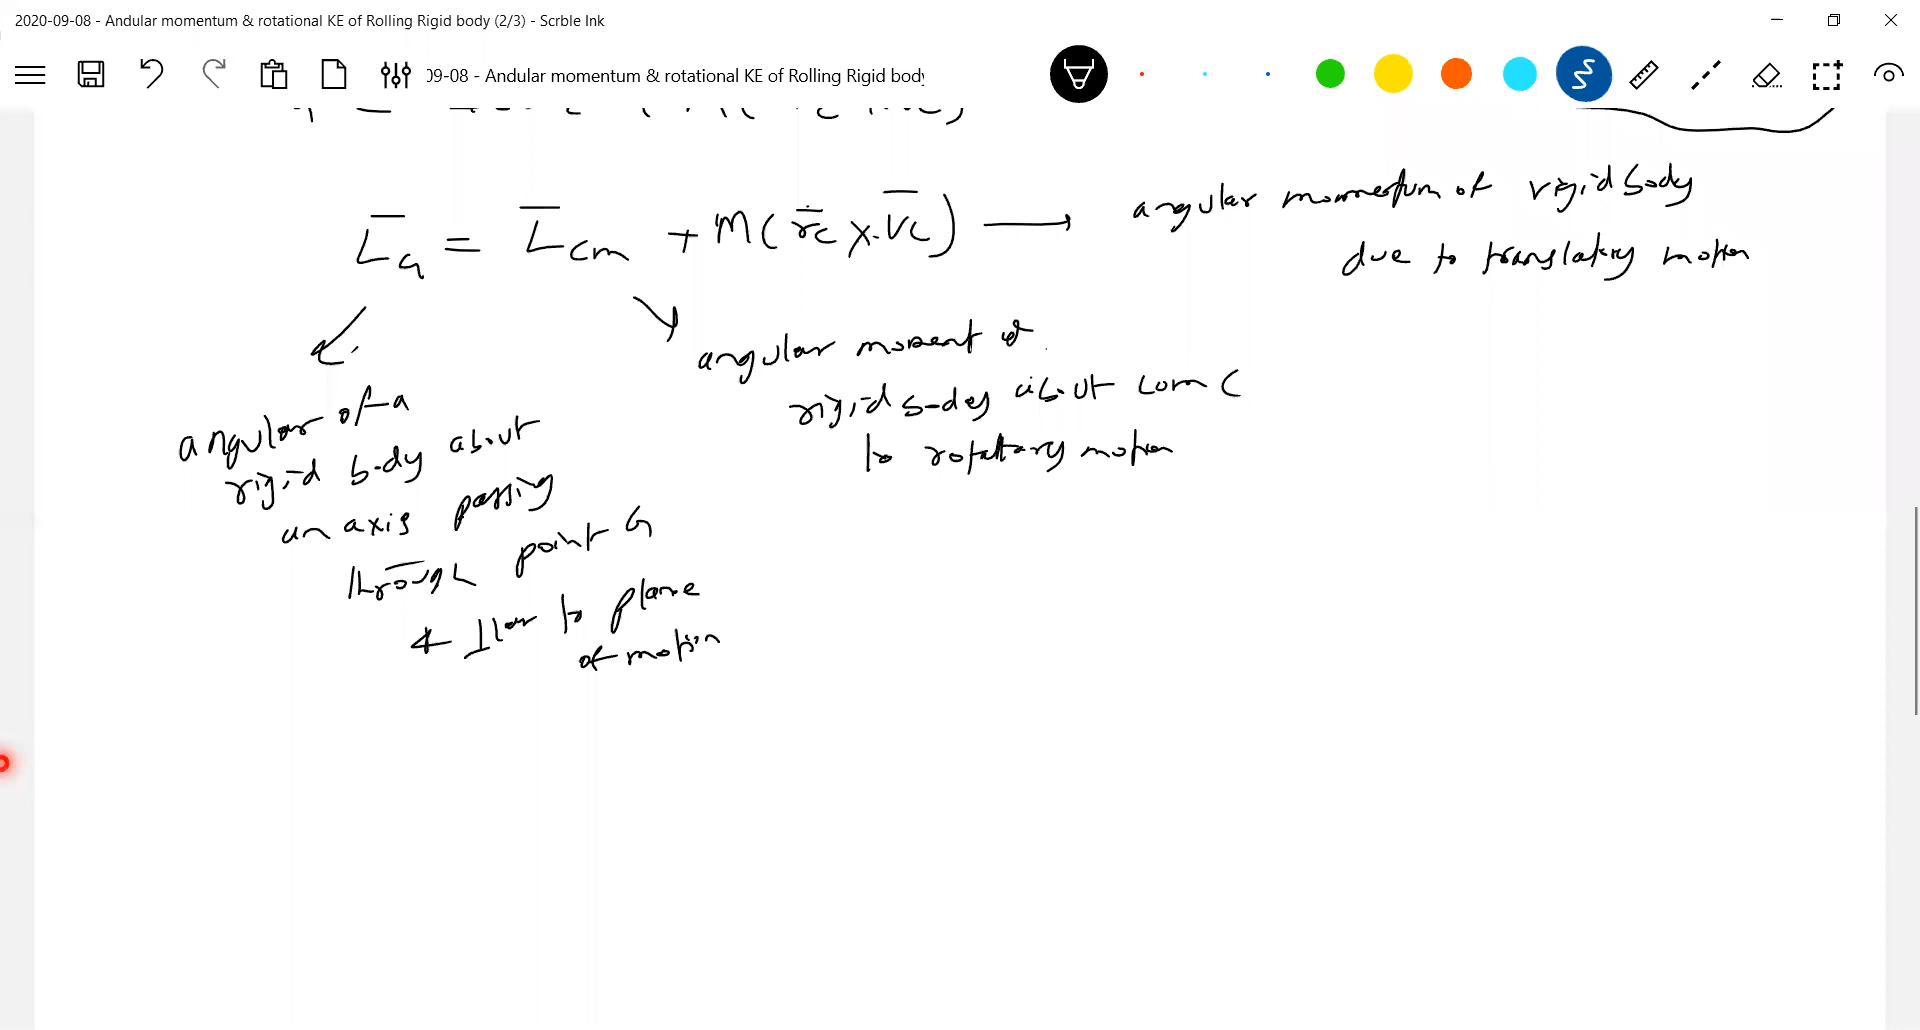 2020-09-08 - Andular momentum & rotational KE of Rolling Rigid body (2/3) - Scrble Ink
09-08 - Andular momentum & rotational KE of Rolling Rigid body
L̅G = L̅cm + M(r̅c × V̅c) ⟶ angular momentum of rigid body
due to translatory motion
angular moment of
rigid body about com C
to rotatary motion
angular of a
rigid body about
an axis passing
through point G
& ⊥lar to plane
of motion